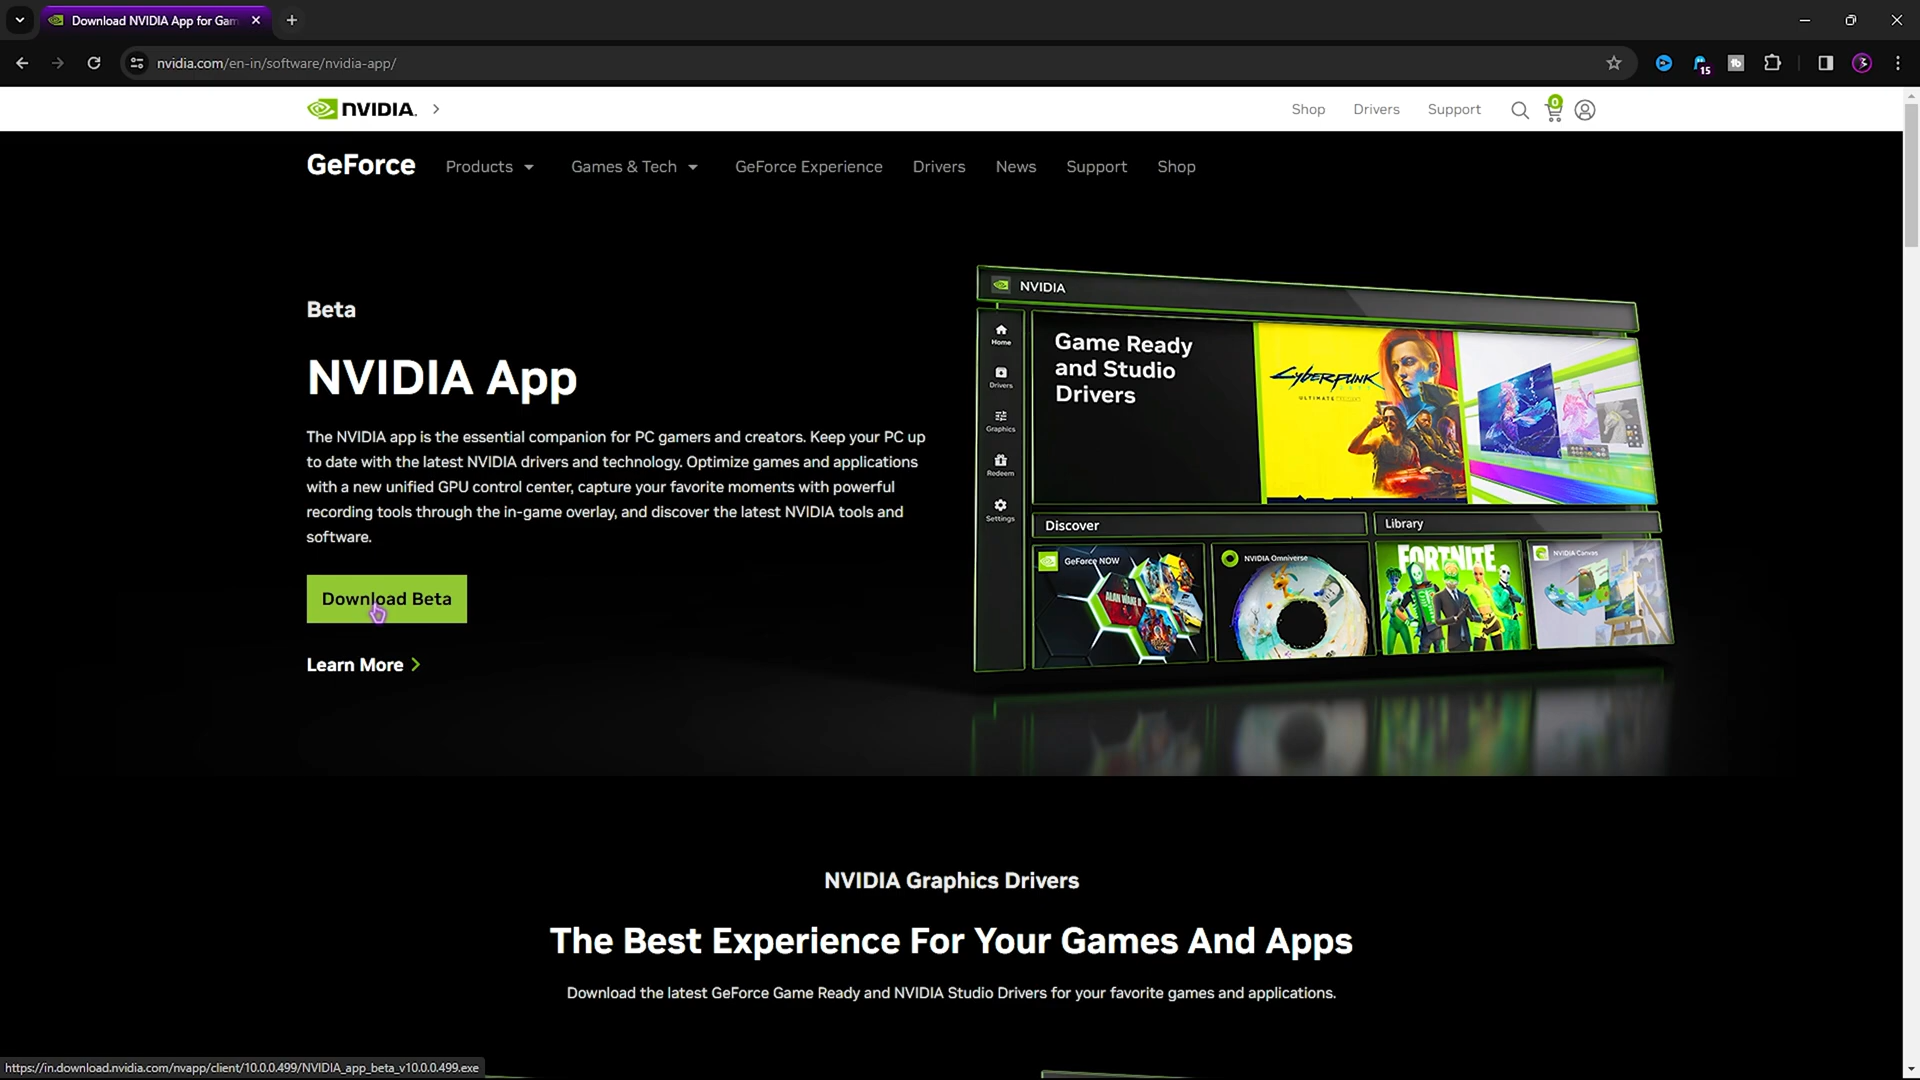 Download NVIDIA App for Gam
nvidia.com/en-in/software/nvidia-app/
15
NVIDIA.
Shop
Drivers
Support
0
GeForce
Products
Games & Tech
GeForce Experience
Drivers
News
Support
Shop
Beta
NVIDIA App
The NVIDIA app is the essential companion for PC gamers and creators. Keep your PC up
to date with the latest NVIDIA drivers and technology. Optimize games and applications
with a new unified GPU control center, capture your favorite moments with powerful
recording tools through the in-game overlay, and discover the latest NVIDIA tools and
software.
Download Beta
Learn More
NVIDIA
Home
Drivers
Graphics
Redeem
Settings
Game Ready
and Studio
Drivers
CYBERPUNK
ULTIMATE
Discover
Library
GeForce NOW
ALAN WAKE II
NVIDIA Omniverse
FORTNITE
NVIDIA Canvas
NVIDIA Graphics Drivers
The Best Experience For Your Games And Apps
Download the latest GeForce Game Ready and NVIDIA Studio Drivers for your favorite games and applications.
https://in.download.nvidia.com/nvapp/client/10.0.0.499/NVIDIA_app_beta_v10.0.0.499.exe